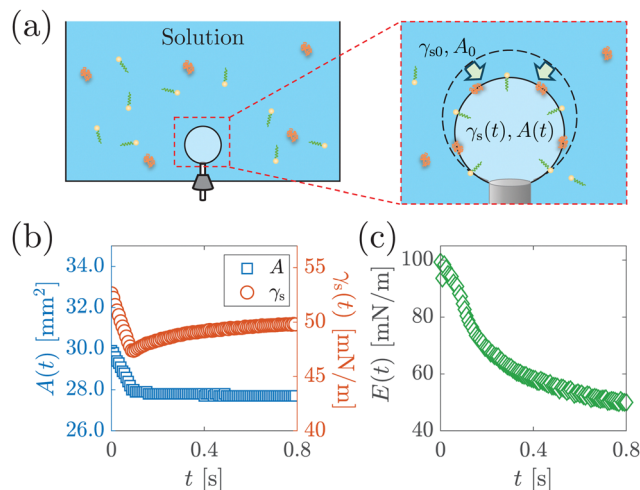 (a)
Solution
γs0, A0
γs(t), A(t)
(b)
A(t) [mm²]
34.0
32.0
30.0
28.0
26.0
A
γs
55
50
45
40
γs(t) [mN/m]
0
0.4
0.8
t [s]
(c)
E(t) [mN/m]
100
80
60
40
0
0.4
0.8
t [s]